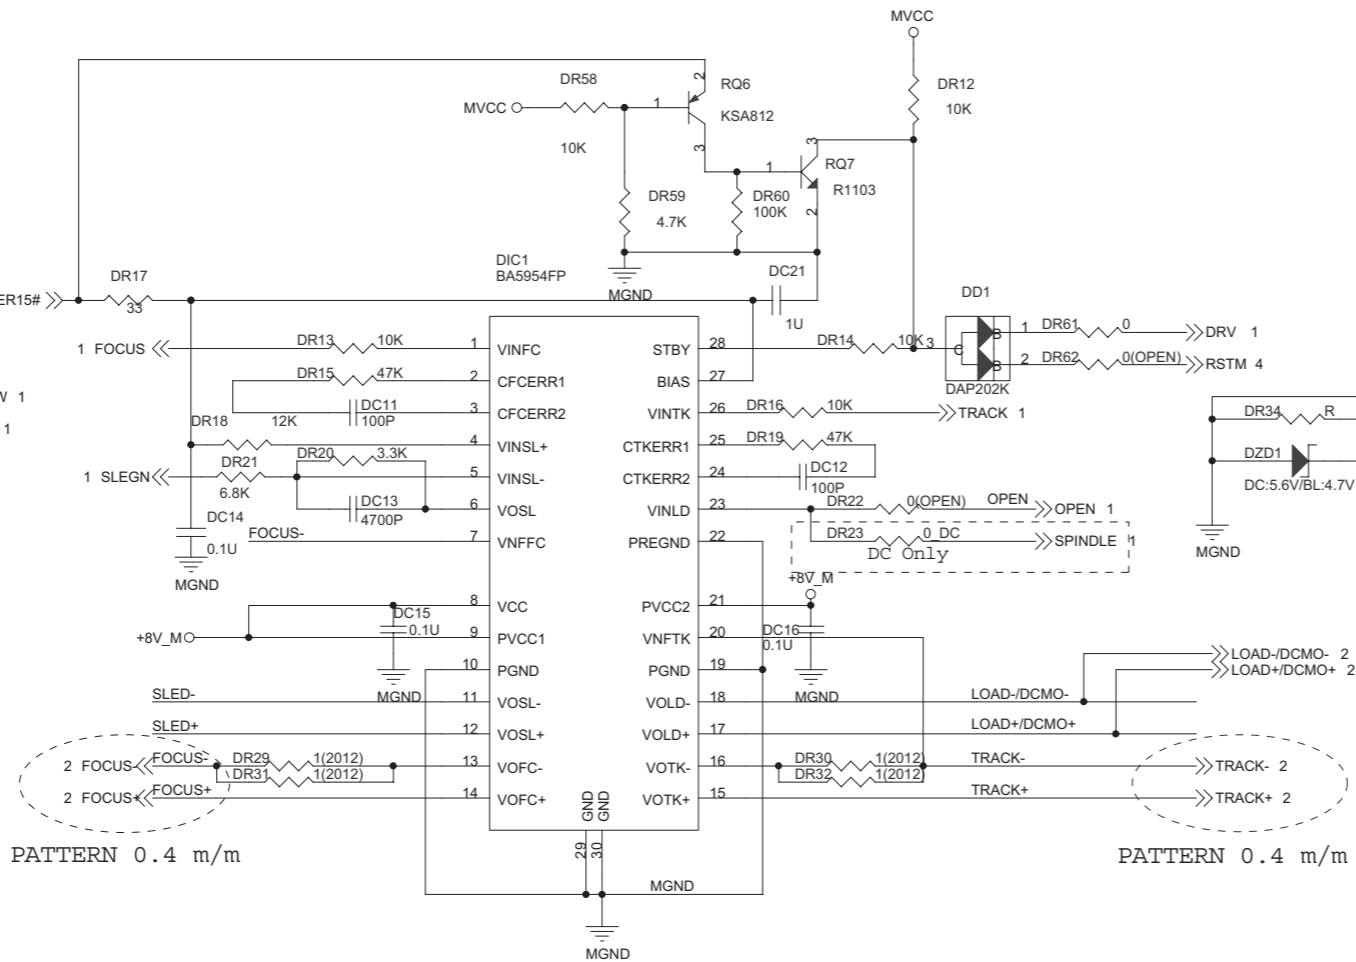 MVCC
DR58
RQ6
DR12
MVCC
1
2
KSA812
10K
10K
3
3
1
RQ7
DR59
DR60
R1103
4.7K
100K
2
DIC1
BA5954FP
DC21
DR17
MGND
DD1
ER15#
33
1U
1 FOCUS
DR13
10K
1
VINFC
STBY
28
DR14
10K
3
C
B
1
DR61
0
DRV 1
DR15
47K
2
CFCERR1
BIAS
27
B
2
DR62
0(OPEN)
RSTM 4
DAP202K
W 1
DC11
100P
3
CFCERR2
VINTK
26
DR16
10K
TRACK 1
DR34
R
1
DR18
12K
4
VINSL+
CTKERR1
25
DR19
47K
DR20
3.3K
DZD1
1 SLEGN
DR21
6.8K
5
VINSL-
CTKERR2
24
DC12
100P
DC:5.6V/BL:4.7V
DC13
4700P
6
VOSL
VINLD
23
DR22
0(OPEN)
OPEN
OPEN 1
DC14
0.1U
FOCUS-
7
VNFFC
PREGND
22
DR23
0_DC
SPINDLE 1
DC Only
MGND
MGND
+8V_M
8
VCC
PVCC2
21
DC15
0.1U
+8V_M
9
PVCC1
VNFTK
20
DC16
0.1U
10
PGND
PGND
19
LOAD-/DCMO- 2
LOAD+/DCMO+ 2
MGND
MGND
SLED-
11
VOSL-
VOLD-
18
LOAD-/DCMO-
SLED+
12
VOSL+
VOLD+
17
LOAD+/DCMO+
2 FOCUS-
FOCUS-
DR29
1(2012)
13
VOFC-
VOTK-
16
DR30
1(2012)
TRACK-
TRACK- 2
DR31
1(2012)
DR32
1(2012)
2 FOCUS+
FOCUS+
14
VOFC+
VOTK+
15
TRACK+
TRACK+ 2
GND
GND
29
30
PATTERN 0.4 m/m
PATTERN 0.4 m/m
MGND
MGND